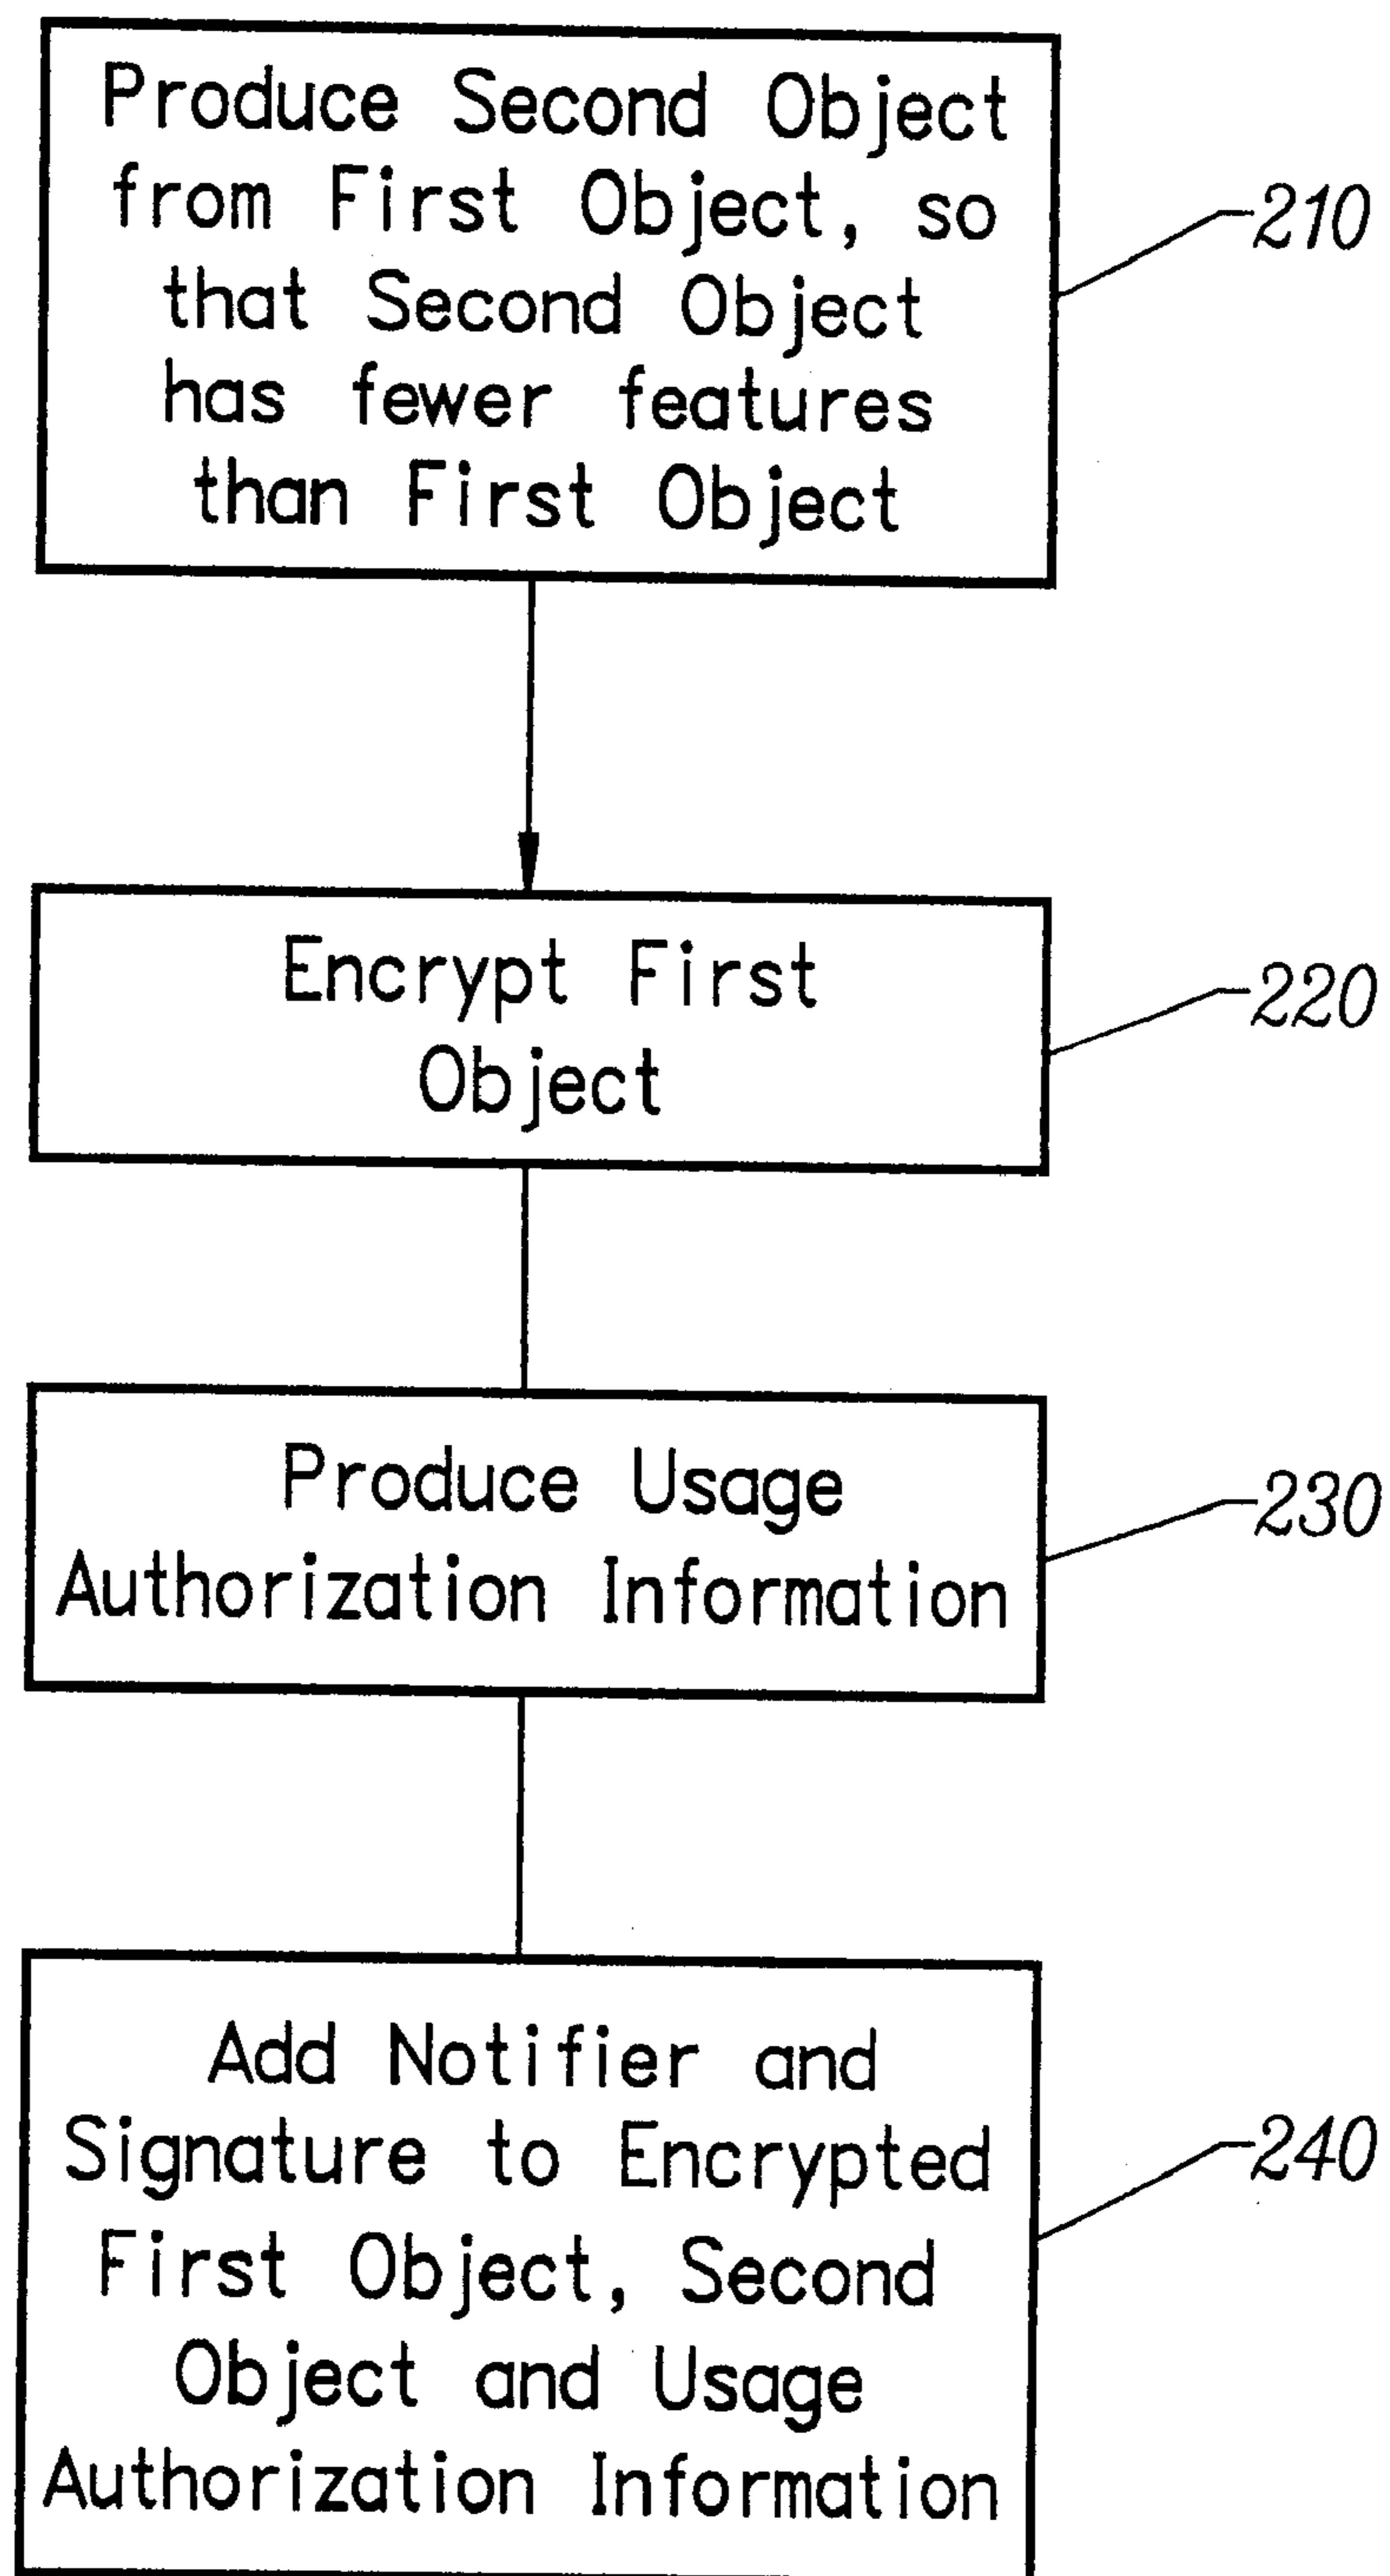 Produce Second Object
from First Object, so
that Second Object
has fewer features
than First Object
210
Encrypt First
Object
220
Produce Usage
Authorization Information
230
Add Notifier and
Signature to Encrypted
First Object, Second
Object and Usage
Authorization Information
240